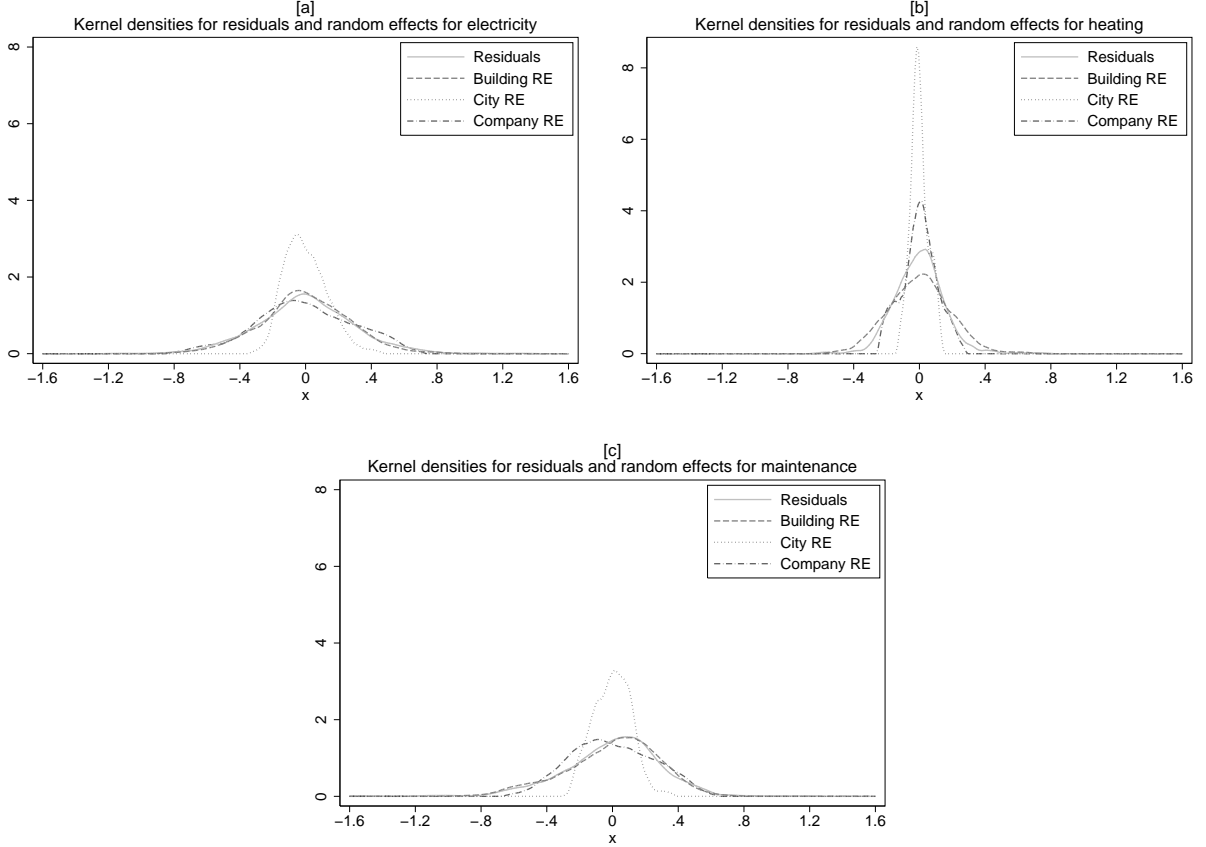 [a]
Kernel densities for residuals and random effects for electricity
8
6
4
2
0
Residuals
Building RE
City RE
Company RE
−1.6 −1.2 −.8 −.4 0 .4 .8 1.2 1.6
x
[b]
Kernel densities for residuals and random effects for heating
8
6
4
2
0
Residuals
Building RE
City RE
Company RE
−1.6 −1.2 −.8 −.4 0 .4 .8 1.2 1.6
x
[c]
Kernel densities for residuals and random effects for maintenance
8
6
4
2
0
Residuals
Building RE
City RE
Company RE
−1.6 −1.2 −.8 −.4 0 .4 .8 1.2 1.6
x